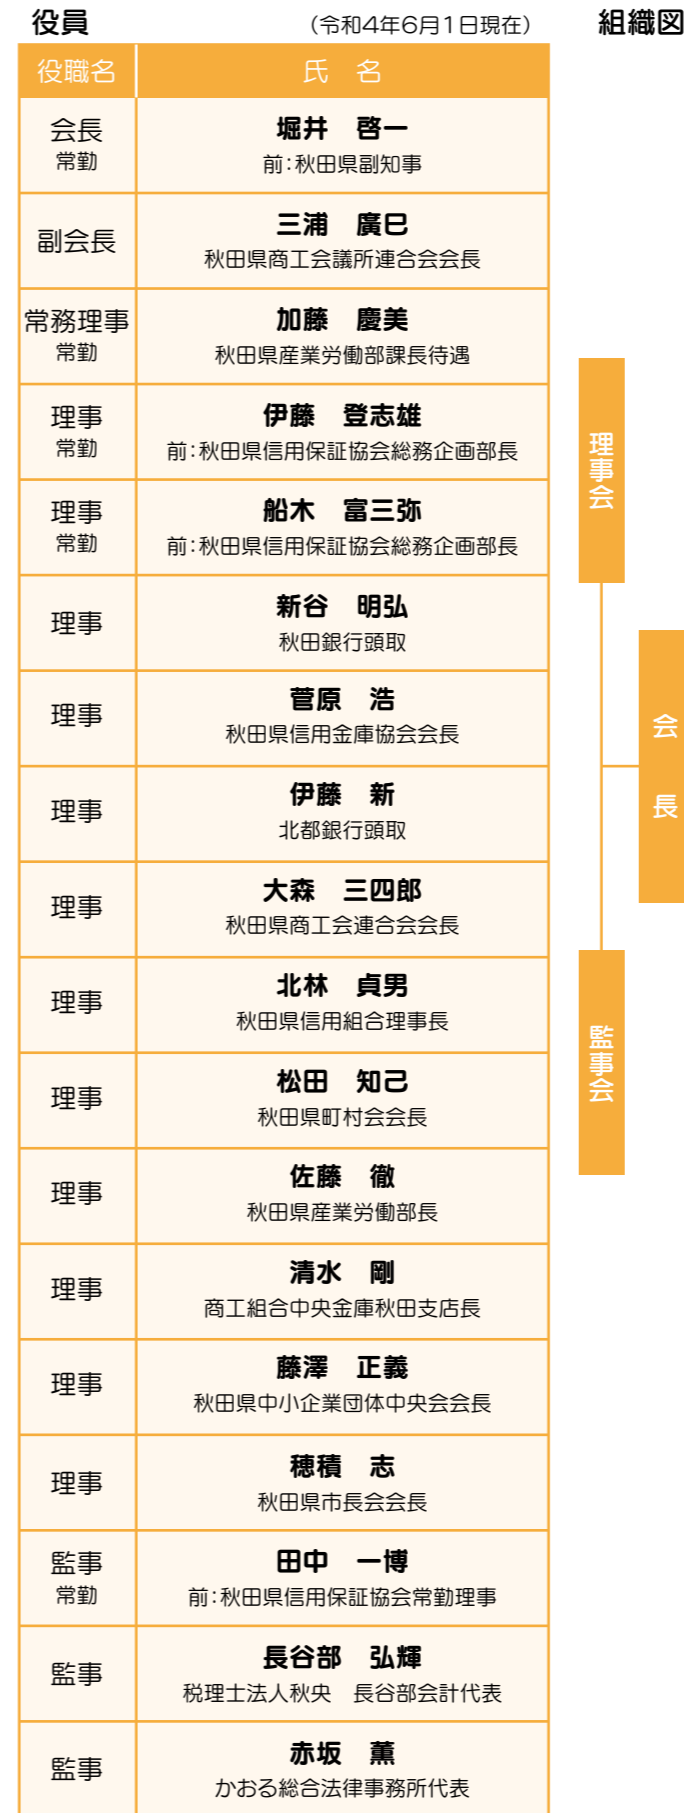 役員
（令和4年6月1日現在）
役職名 氏　名
会長
常勤
堀井　啓一
前：秋田県副知事
副会長
三浦　廣巳
秋田県商工会議所連合会会長
常務理事
常勤
加藤　慶美
秋田県産業労働部課長待遇
理事
常勤
伊藤　登志雄
前：秋田県信用保証協会総務企画部長
理事
常勤
船木　富三弥
前：秋田県信用保証協会総務企画部長
理事
新谷　明弘
秋田銀行頭取
理事
菅原　浩
秋田県信用金庫協会会長
理事
伊藤　新
北都銀行頭取
理事
大森　三四郎
秋田県商工会連合会会長
理事
北林　貞男
秋田県信用組合理事長
理事
松田　知己
秋田県町村会会長
理事
佐藤　徹
秋田県産業労働部長
理事
清水　剛
商工組合中央金庫秋田支店長
理事
藤澤　正義
秋田県中小企業団体中央会会長
理事
穂積　志
秋田県市長会会長
監事
常勤
田中　一博
前：秋田県信用保証協会常勤理事
監事
長谷部　弘輝
税理士法人秋央　長谷部会計代表
監事
赤坂　薫
かおる総合法律事務所代表
組織図
理事会
会長
監事会